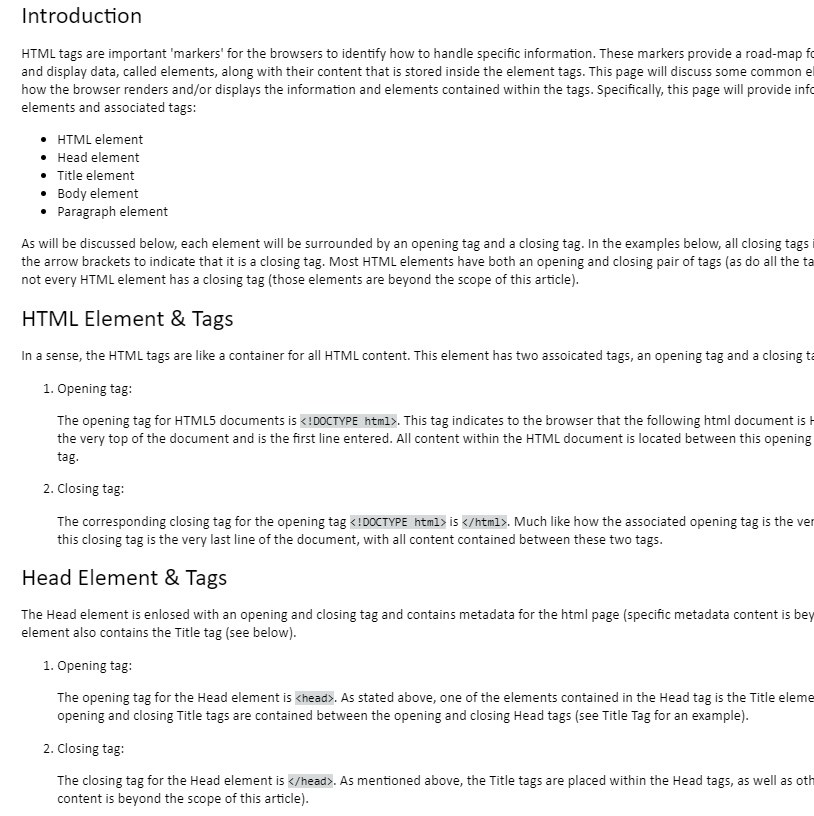 Introduction
HTML tags are important 'markers' for the browsers to identify how to handle specific information. These markers provide a road-map
and display data, called elements, along with their content that is stored inside the element tags. This page will discuss some common
how the browser renders and/or displays the information and elements contained within the tags. Specifically, this page will provide
elements and associated tags:
• HTML element
• Head element
• Title element
• Body element
• Paragraph element
As will be discussed below, each element will be surrounded by an opening tag and a closing tag. In the examples below, all closing tags
the arrow brackets to indicate that it is a closing tag. Most HTML elements have both an opening and closing pair of tags (as do all the
not every HTML element has a closing tag (those elements are beyond the scope of this article).
HTML Element & Tags
In a sense, the HTML tags are like a container for all HTML content. This element has two assoicated tags, an opening tag and a closing
1. Opening tag:
The opening tag for HTML5 documents is <!DOCTYPE html>. This tag indicates to the browser that the following html document is
the very top of the document and is the first line entered. All content within the HTML document is located between this opening
tag.
2. Closing tag:
The corresponding closing tag for the opening tag <!DOCTYPE html> is </html>. Much like how the associated opening tag is the
this closing tag is the very last line of the document, with all content contained between these two tags.
Head Element & Tags
The Head element is enlosed with an opening and closing tag and contains metadata for the html page (specific metadata content is
element also contains the Title tag (see below).
1. Opening tag:
The opening tag for the Head element is <head>. As stated above, one of the elements contained in the Head tag is the Title
opening and closing Title tags are contained between the opening and closing Head tags (see Title Tag for an example).
2. Closing tag:
The closing tag for the Head element is </head>. As mentioned above, the Title tags are placed within the Head tags, as well as
content is beyond the scope of this article).